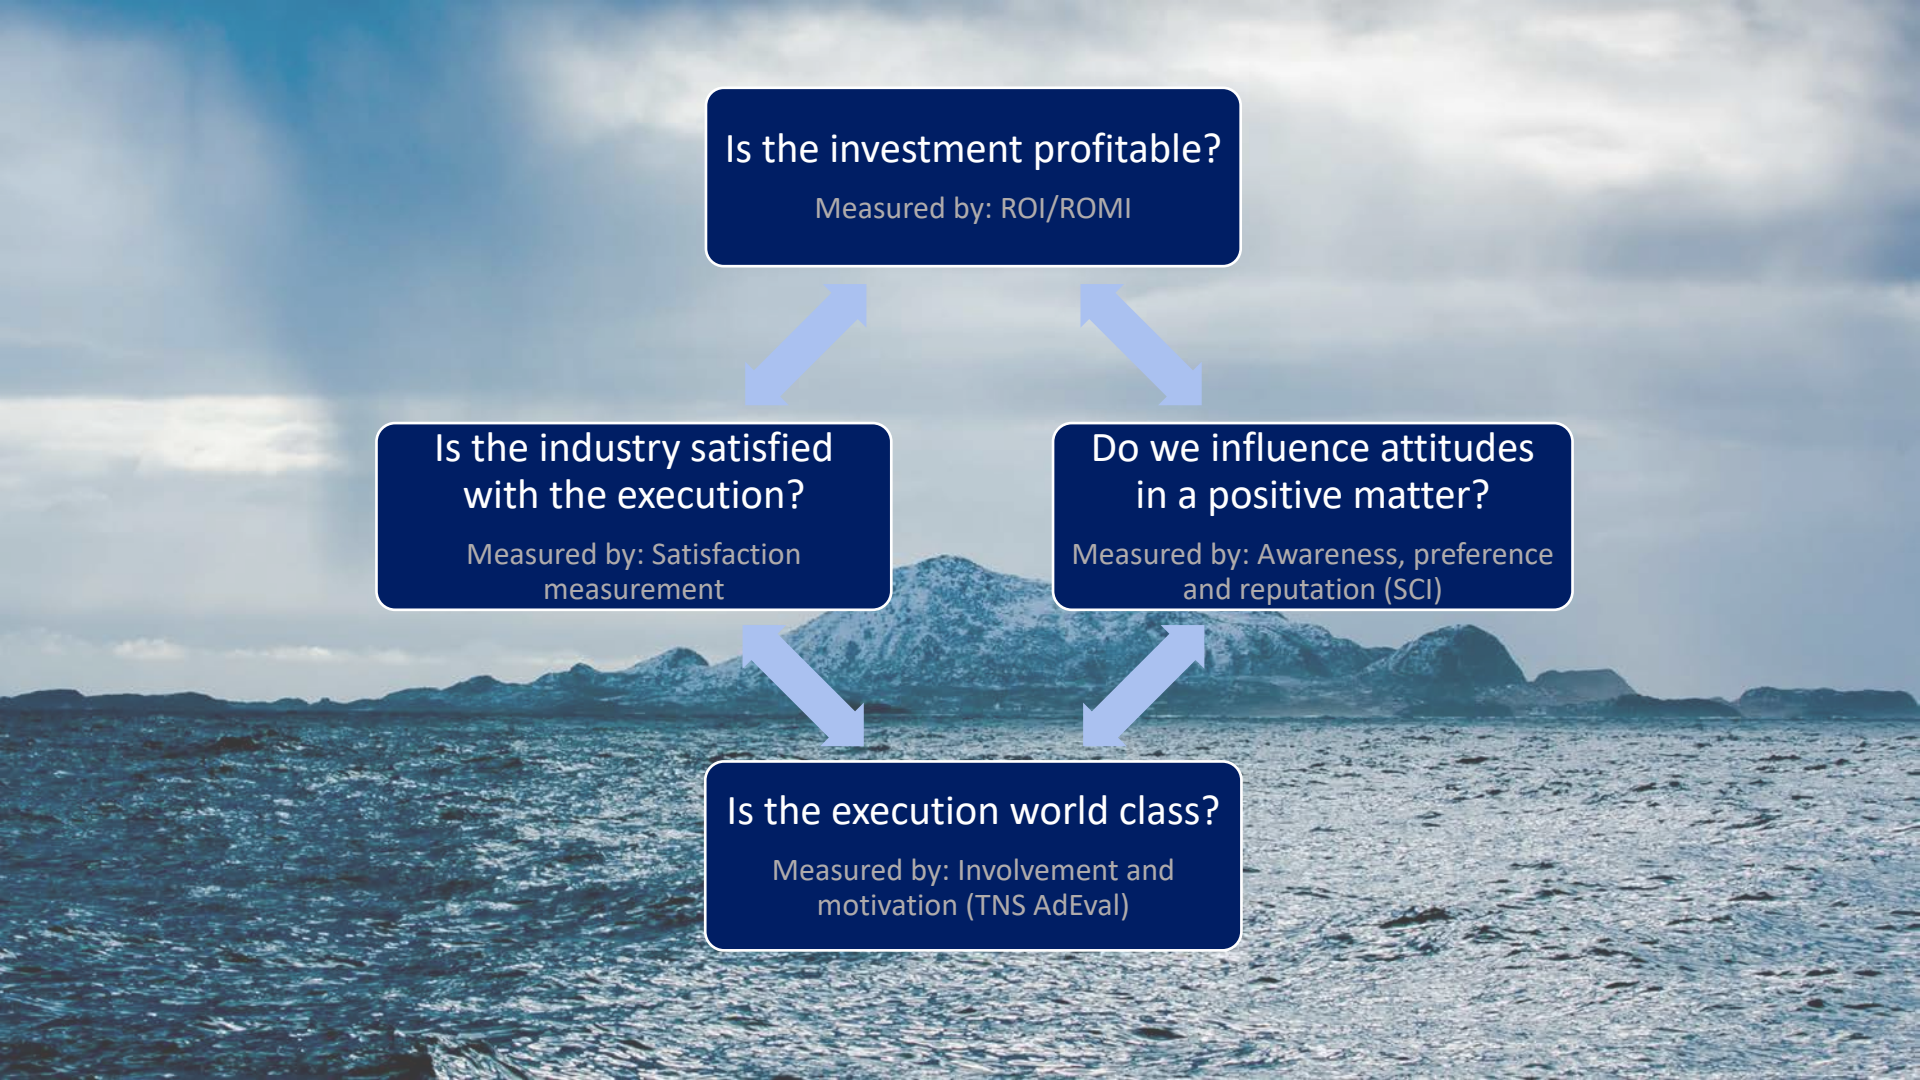 Is the investment profitable?
Measured by: ROI/ROMI
Is the industry satisfied
with the execution?
Measured by: Satisfaction
measurement
Do we influence attitudes
in a positive matter?
Measured by: Awareness, preference
and reputation (SCI)
Is the execution world class?
Measured by: Involvement and
motivation (TNS AdEval)